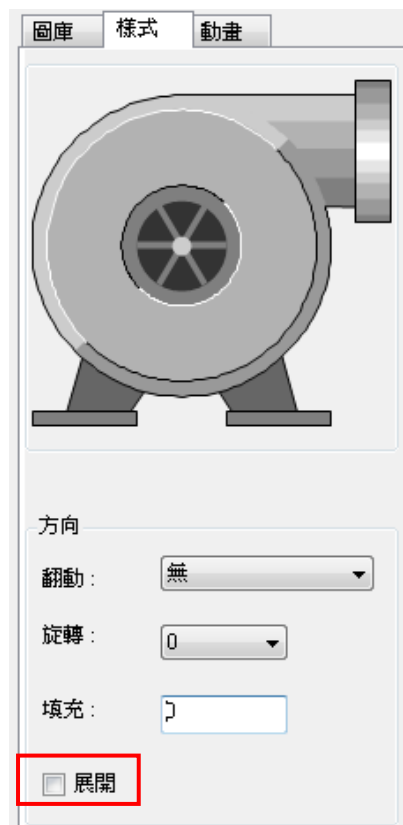 圖庫 樣式 動畫
方向
翻動 : 無
旋轉 : 0
填充 :
展開